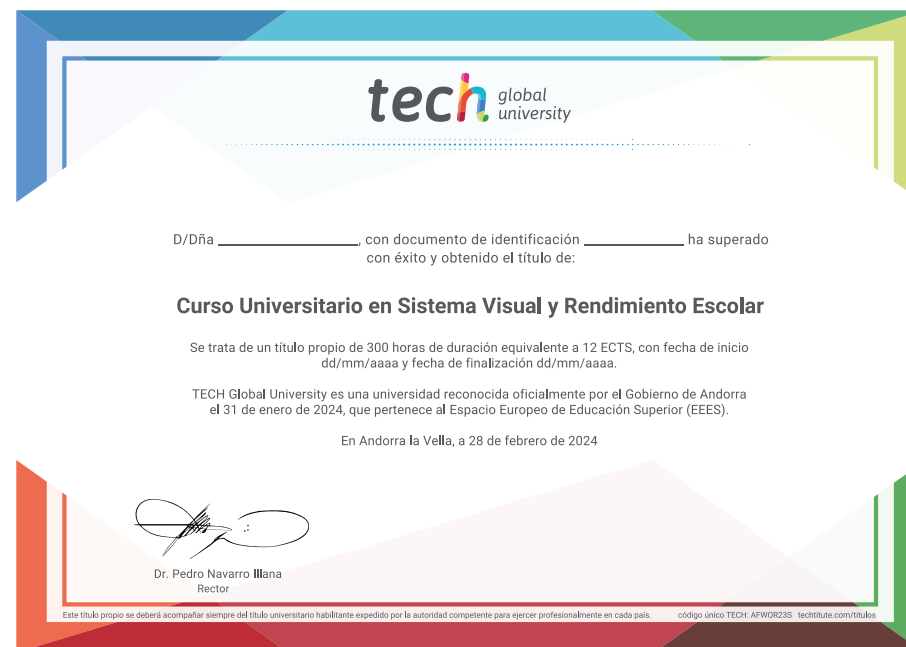 tech global university
D/Dña ____________, con documento de identificación ____________ ha superado
con éxito y obtenido el título de:
Curso Universitario en Sistema Visual y Rendimiento Escolar
Se trata de un título propio de 300 horas de duración equivalente a 12 ECTS, con fecha de inicio
dd/mm/aaaa y fecha de finalización dd/mm/aaaa.
TECH Global University es una universidad reconocida oficialmente por el Gobierno de Andorra
el 31 de enero de 2024, que pertenece al Espacio Europeo de Educación Superior (EEES).
En Andorra la Vella, a 28 de febrero de 2024
Dr. Pedro Navarro Illana
Rector
Este título propio se deberá acompañar siempre del título universitario habilitante expedido por la autoridad competente para ejercer profesionalmente en cada país. código único TECH: AFWOR23S techtitute.com/titulos